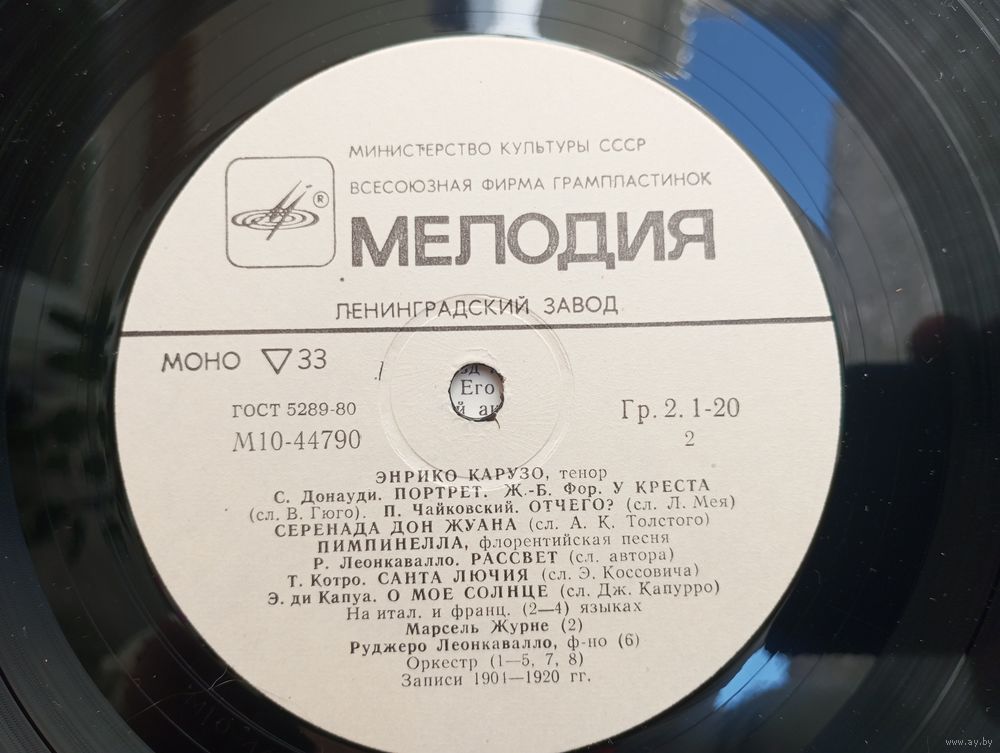 МИНИСТЕРСТВО КУЛЬТУРЫ СССР
ВСЕСОЮЗНАЯ ФИРМА ГРАМПЛАСТИНОК
®
МЕЛОДИЯ
ЛЕНИНГРАДСКИЙ ЗАВОД
МОНО ▽ 33
Его
ГОСТ 5289-80
Гр. 2. 1-20
М10-44790
2
ЭНРИКО КАРУЗО, тенор
С. Донауди. ПОРТРЕТ. Ж.-Б. Фор. У КРЕСТА
(сл. В. Гюго). П. Чайковский. ОТЧЕГО? (сл. Л. Мея)
СЕРЕНАДА ДОН ЖУАНА (сл. А. К. Толстого)
ПИМПИНЕЛЛА, флорентийская песня
Р. Леонкавалло. РАССВЕТ (сл. автора)
Т. Котро. САНТА ЛЮЧИЯ (сл. Э. Коссовича)
Э. ди Капуа. О МОЕ СОЛНЦЕ (сл. Дж. Капурро)
На итал. и франц. (2—4) языках
Марсель Журне (2)
Руджеро Леонкавалло, ф-но (6)
Оркестр (1—5, 7, 8)
Записи 1901—1920 гг.
www.ay.by